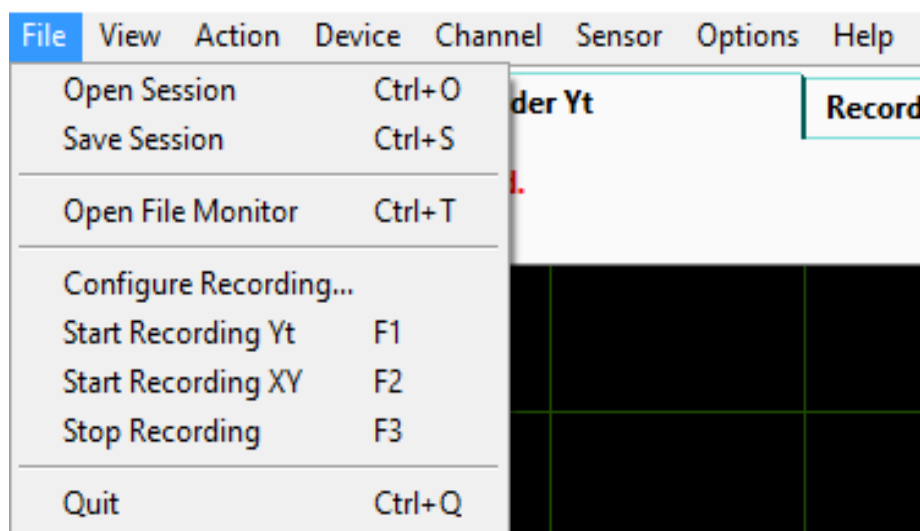 File View Action Device Channel Sensor Options Help
Open Session Ctrl+O
der Yt
Record
Save Session Ctrl+S
Open File Monitor Ctrl+T
Configure Recording...
Start Recording Yt F1
Start Recording XY F2
Stop Recording F3
Quit Ctrl+Q